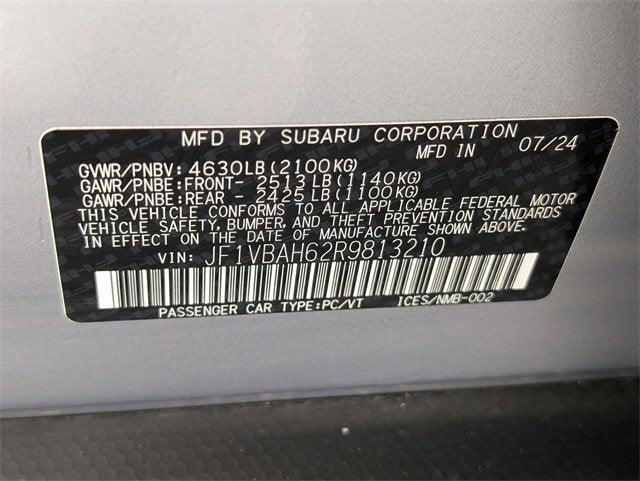 MFD BY SUBARU CORPORATION
MFD IN 07/24
GVWR/PNBV: 4630LB(2100KG)
GAWR/PNBE:FRONT- 2513LB(1140KG)
GAWR/PNBE:REAR - 2425LB(1100KG)
THIS VEHICLE CONFORMS TO ALL APPLICABLE FEDERAL MOTOR
VEHICLE SAFETY, BUMPER, AND THEFT PREVENTION STANDARDS
IN EFFECT ON THE DATE OF MANUFACTURE SHOWN ABOVE.
VIN: JF1VBAH62R9813210
PASSENGER CAR TYPE:PC/VT ICES/NMB-002